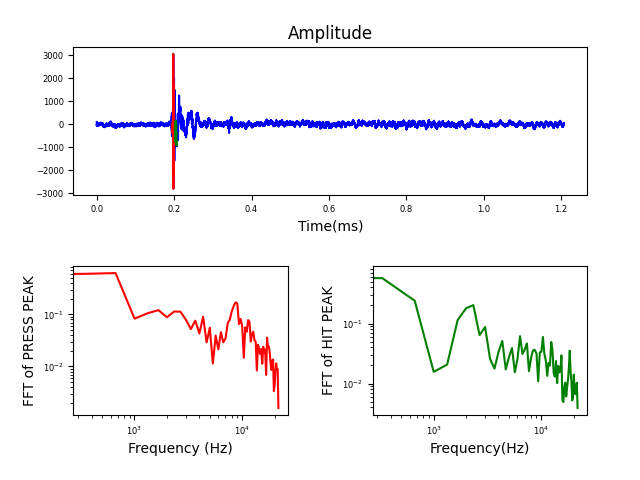 Amplitude
3000
2000
1000
0
−1000
−2000
−3000
0.0 0.2 0.4 0.6 0.8 1.0 1.2
Time(ms)
FFT of PRESS PEAK
10⁻¹
10⁻²
10³ 10⁴
Frequency (Hz)
FFT of HIT PEAK
10⁻¹
10⁻²
10³ 10⁴
Frequency(Hz)